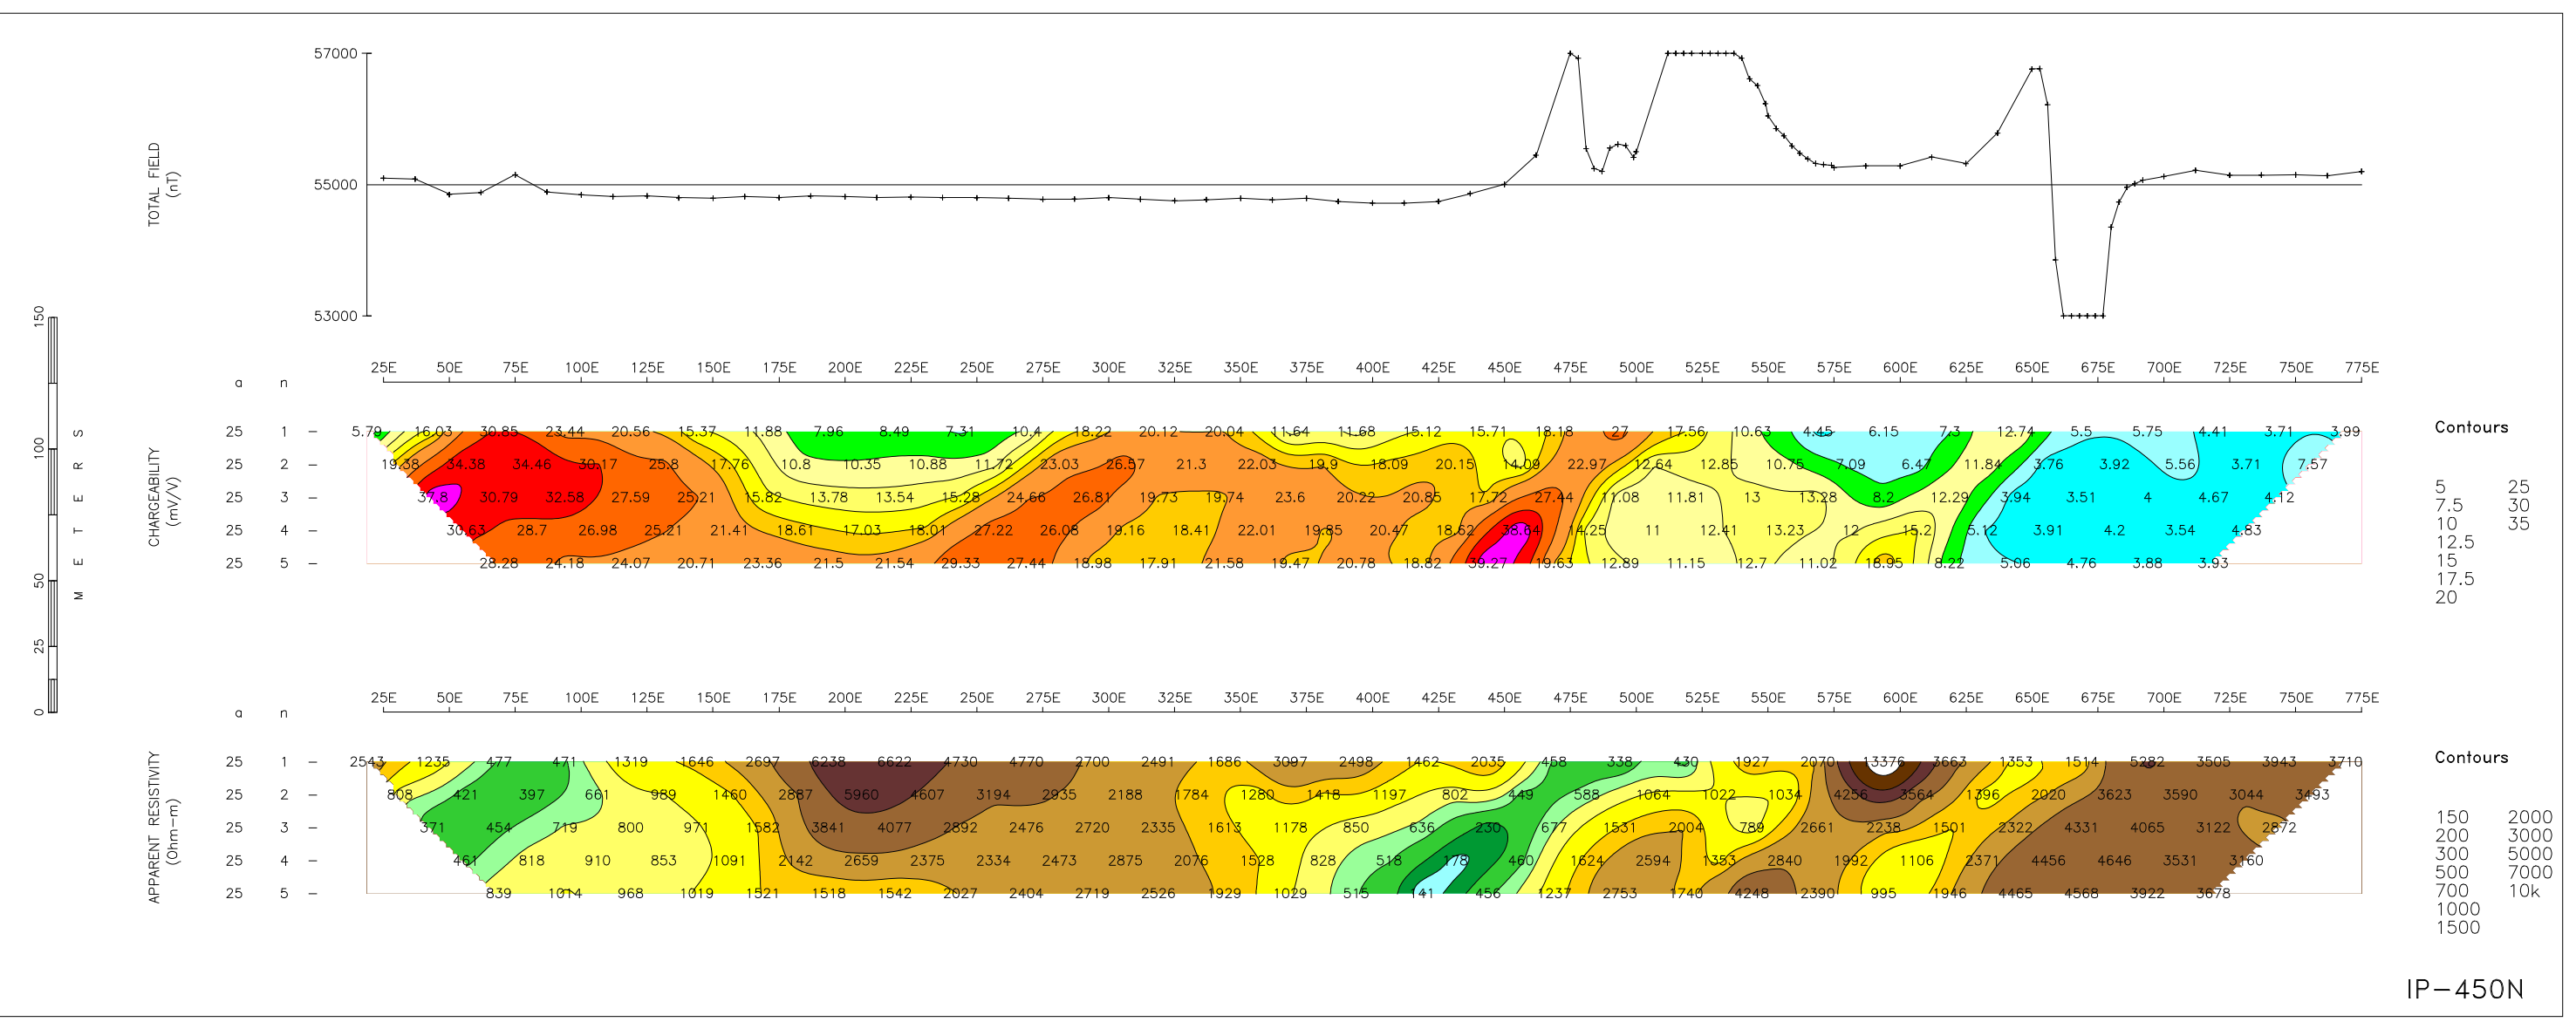 57000
TOTAL FIELD
(nT)
55000
53000
150
100
50
25
0
METERS
25E 50E 75E 100E 125E 150E 175E 200E 225E 250E 275E 300E 325E 350E 375E 400E 425E 450E 475E 500E 525E 550E 575E 600E 625E 650E 675E 700E 725E 750E 775E
a n
CHARGEABILITY
(mV/V)
25 1 – 5.79 16.03 30.85 23.44 20.56 15.37 11.88 7.96 8.49 7.31 10.4 18.22 20.12 20.04 11.64 11.68 15.12 15.71 18.18 27 17.56 10.63 4.45 6.15 7.3 12.74 5.5 5.75 4.41 3.71 3.99
25 2 – 19.38 34.38 34.46 30.17 25.8 17.76 10.8 10.35 10.88 11.72 23.03 26.57 21.3 22.03 19.9 18.09 20.15 14.09 22.97 12.64 12.85 10.75 7.09 6.47 11.84 3.76 3.92 5.56 3.71 7.57
25 3 – 37.8 30.79 32.58 27.59 25.21 15.82 13.78 13.54 15.28 24.66 26.81 19.73 19.74 23.6 20.22 20.85 17.72 27.44 11.08 11.81 13 13.28 8.2 12.29 3.94 3.51 4 4.67 4.12
25 4 – 30.63 28.7 26.98 25.21 21.41 18.61 17.03 18.01 27.22 26.08 19.16 18.41 22.01 19.85 20.47 18.62 38.64 14.25 11 12.41 13.23 12 15.2 5.12 3.91 4.2 3.54 4.83
25 5 – 28.28 24.18 24.07 20.71 23.36 21.5 21.54 29.33 27.44 18.98 17.91 21.58 19.47 20.78 18.82 39.27 19.63 12.89 11.15 12.7 11.02 18.95 8.22 5.06 4.76 3.88 3.93
Contours
5 25
7.5 30
10 35
12.5
15
17.5
20
25E 50E 75E 100E 125E 150E 175E 200E 225E 250E 275E 300E 325E 350E 375E 400E 425E 450E 475E 500E 525E 550E 575E 600E 625E 650E 675E 700E 725E 750E 775E
a n
APPARENT RESISTIVITY
(Ohm-m)
25 1 – 2543 1235 477 471 1319 1646 2697 6238 6622 4730 4770 2700 2491 1686 3097 2498 1462 2035 458 338 430 1927 2070 13376 3663 1353 1514 5282 3505 3943 3710
25 2 – 808 421 397 661 989 1460 2887 5960 4607 3194 2935 2188 1784 1280 1418 1197 802 449 588 1064 1022 1034 4256 3564 1396 2020 3623 3590 3044 3493
25 3 – 371 454 719 800 971 1582 3841 4077 2892 2476 2720 2335 1613 1178 850 636 230 677 1531 2004 789 2661 2238 1501 2322 4331 4065 3122 2872
25 4 – 461 818 910 853 1091 2142 2659 2375 2334 2473 2875 2076 1528 828 518 178 460 1624 2594 1353 2840 1992 1106 2371 4456 4646 3531 3160
25 5 – 839 1014 968 1019 1521 1518 1542 2027 2404 2719 2526 1929 1029 515 141 456 1237 2753 1740 4248 2390 995 1946 4465 4568 3922 3678
Contours
150 2000
200 3000
300 5000
500 7000
700 10k
1000
1500
IP-450N